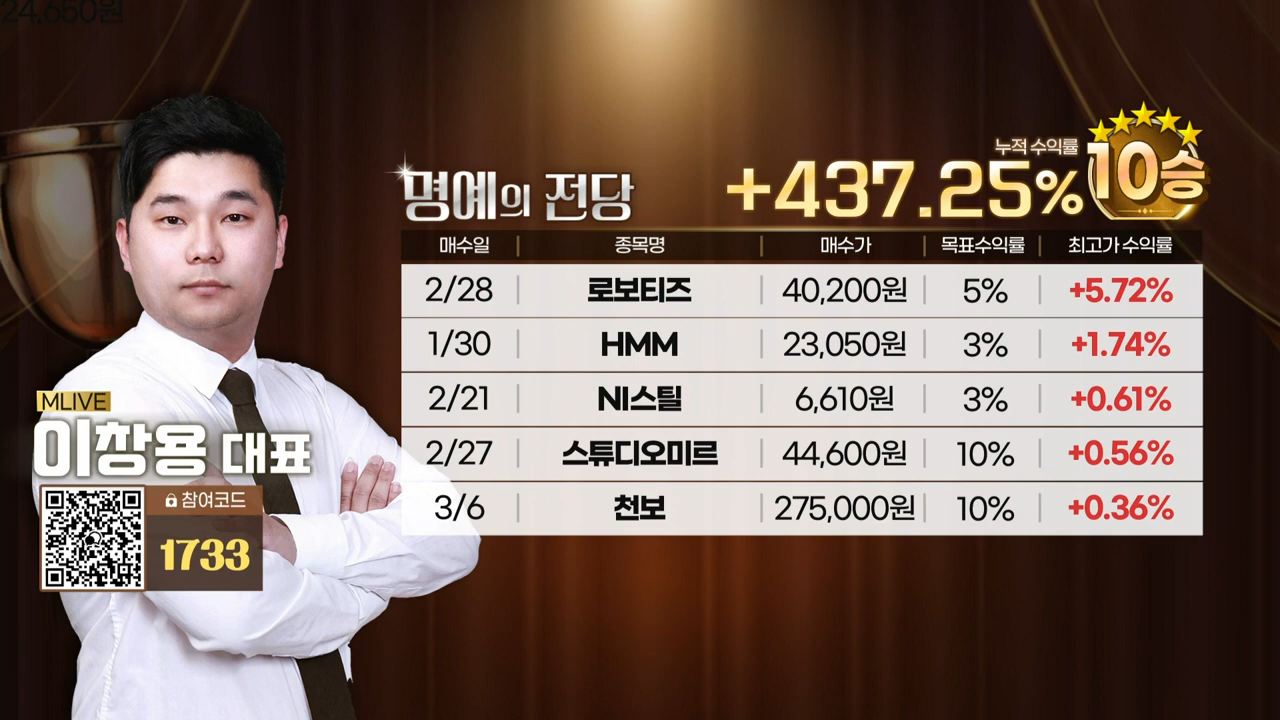 24,650원
누적 수익률
명예의 전당 +437.25% 10승
매수일 종목명 매수가 목표수익률 최고가 수익률
2/28 로보티즈 40,200원 5% +5.72%
1/30 HMM 23,050원 3% +1.74%
2/21 NI스틸 6,610원 3% +0.61%
2/27 스튜디오미르 44,600원 10% +0.56%
3/6 천보 275,000원 10% +0.36%
MLIVE
이창용 대표
참여코드
1733